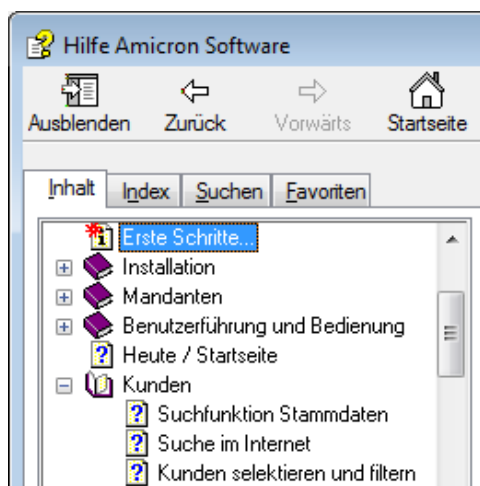 Hilfe Amicron Software
Ausblenden Zurück Vorwärts Startseite
Inhalt Index Suchen Favoriten
Erste Schritte...
Installation
Mandanten
Benutzerführung und Bedienung
Heute / Startseite
Kunden
Suchfunktion Stammdaten
Suche im Internet
Kunden selektieren und filtern